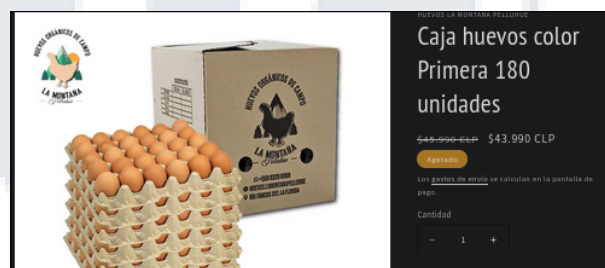 HUEVOS LA MONTAÑA PELLUHUE
Caja huevos color
Primera 180
unidades
$45.990 CLP $43.990 CLP
Agotado
Los gastos de envío se calculan en la pantalla de
pago.
Cantidad
− 1 +
HUEVOS ORGÁNICOS DE CAMPO
LA MONTAÑA
Pelluhue
HUEVOS ORGÁNICOS DE CAMPO
LA MONTAÑA
Pelluhue